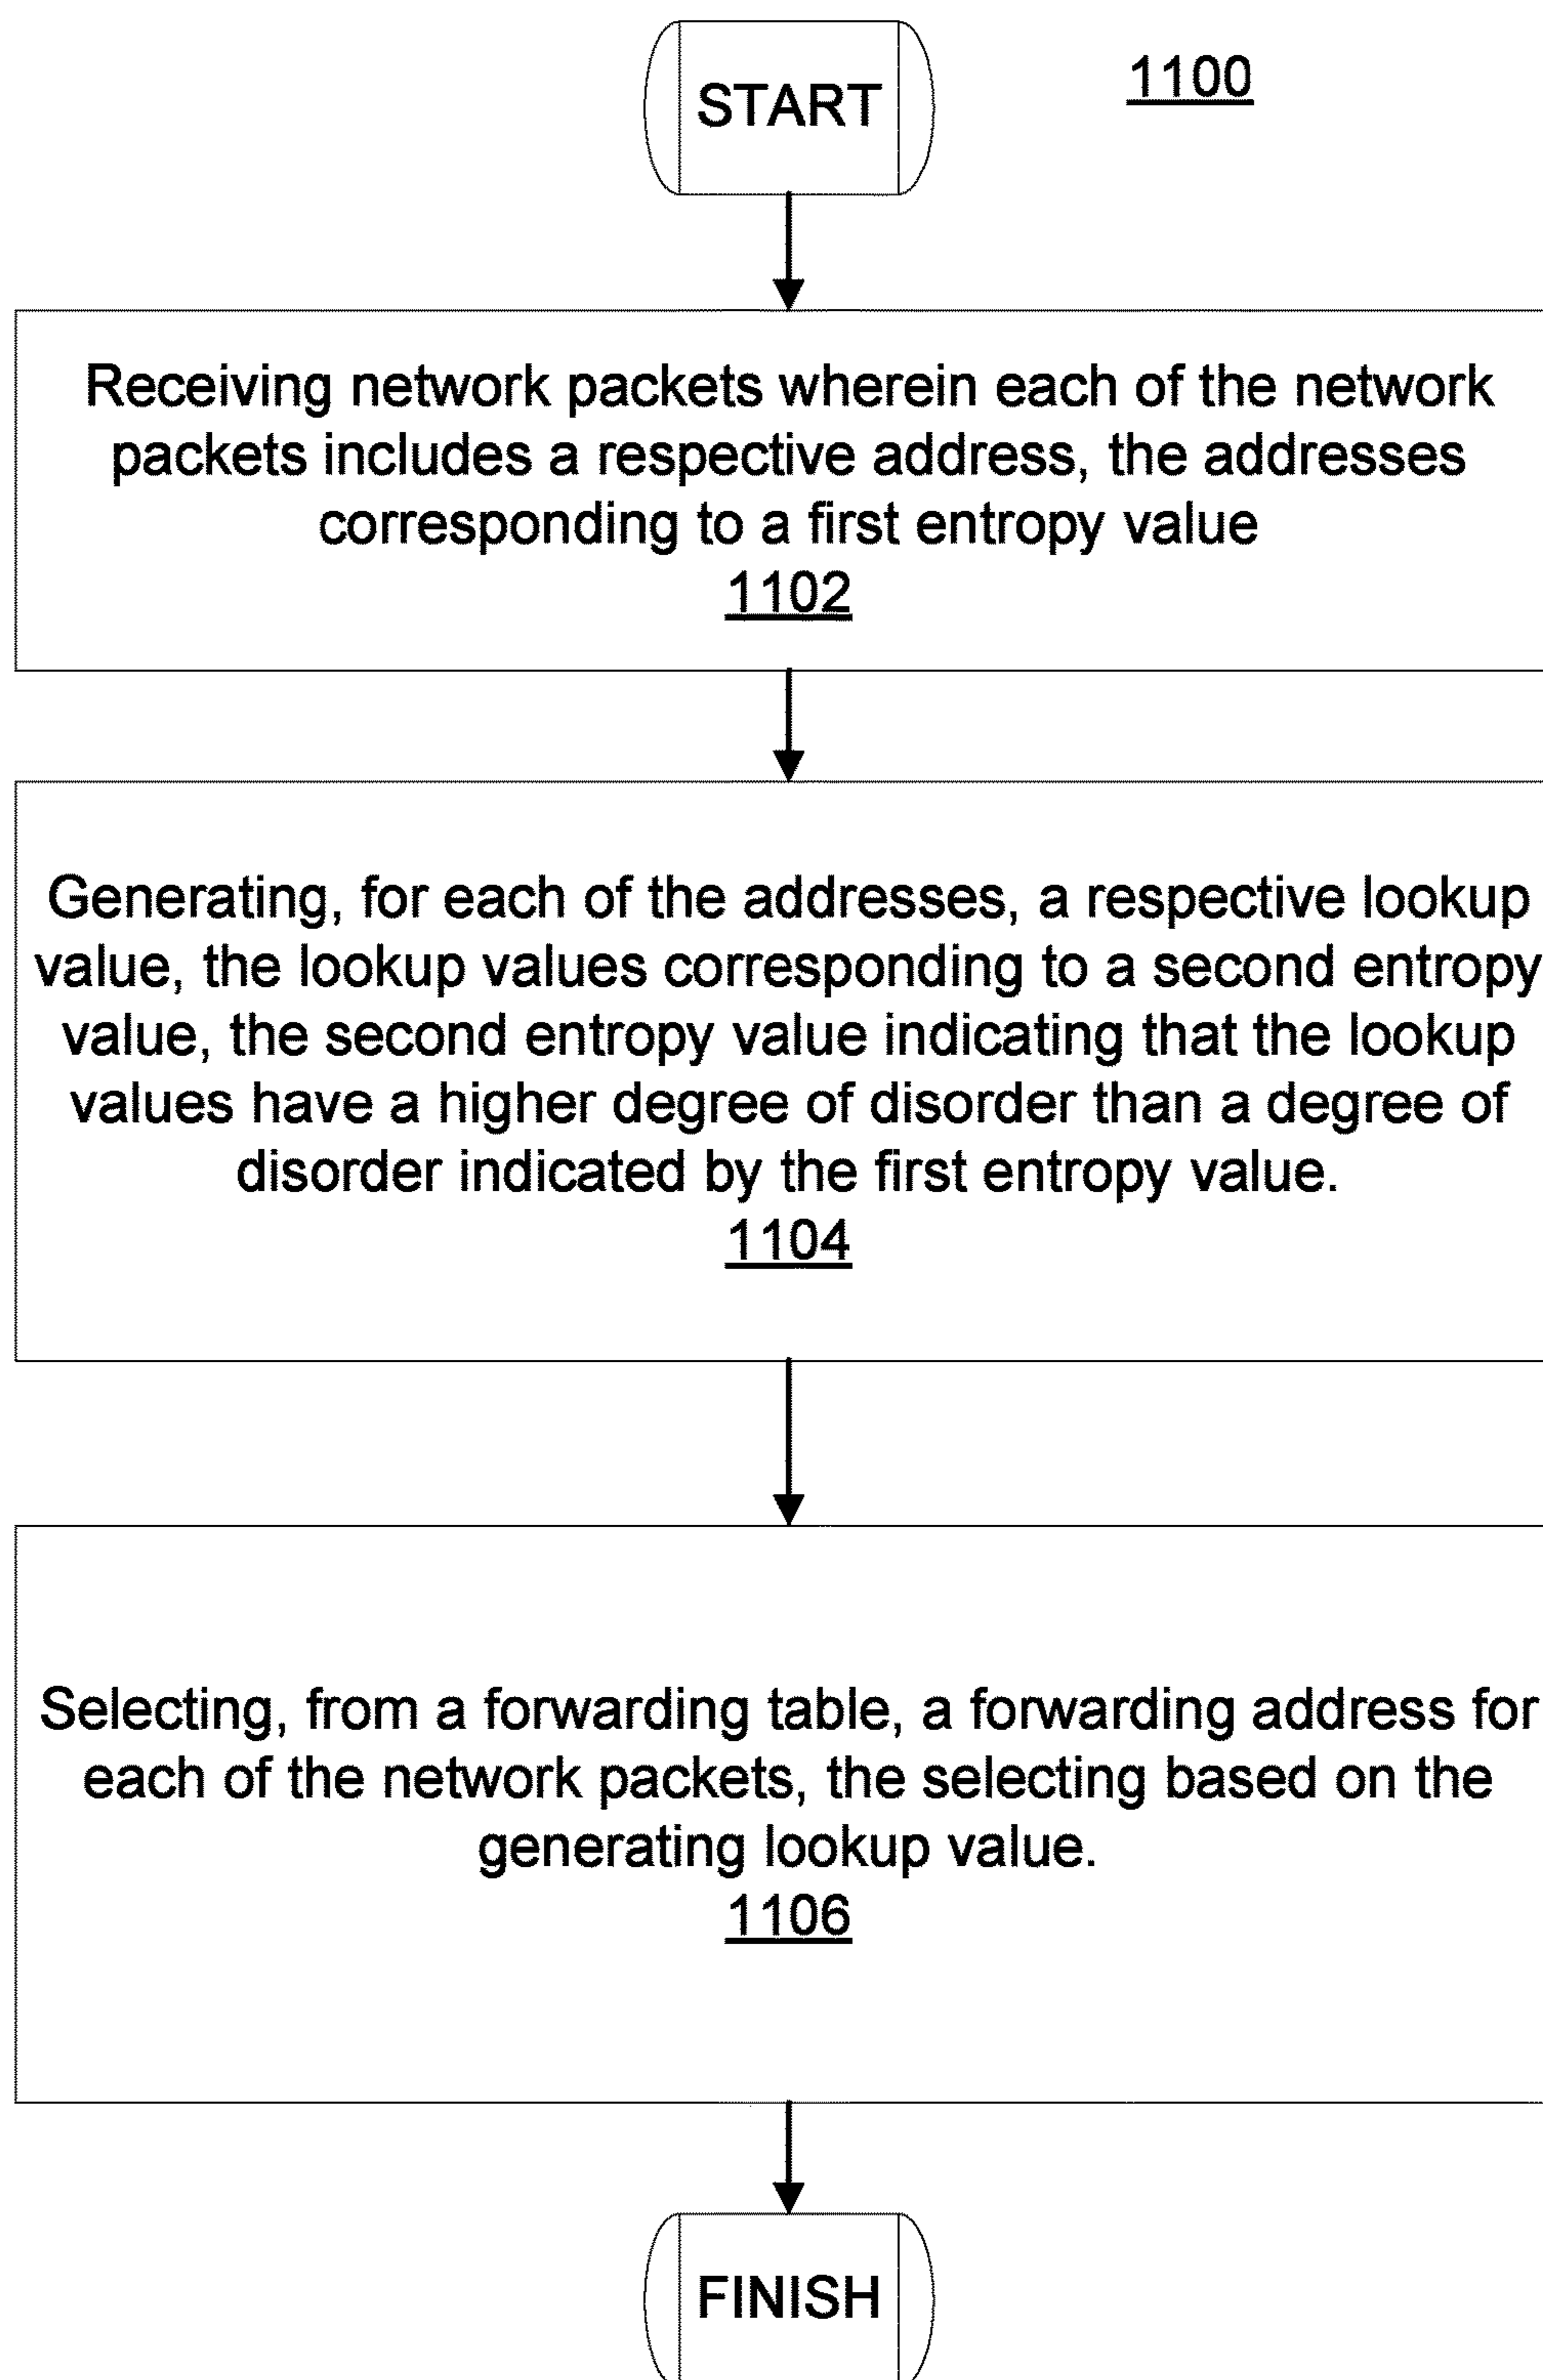 START
1100
Receiving network packets wherein each of the network
packets includes a respective address, the addresses
corresponding to a first entropy value
1102
Generating, for each of the addresses, a respective lookup
value, the lookup values corresponding to a second entropy
value, the second entropy value indicating that the lookup
values have a higher degree of disorder than a degree of
disorder indicated by the first entropy value.
1104
Selecting, from a forwarding table, a forwarding address for
each of the network packets, the selecting based on the
generating lookup value.
1106
FINISH